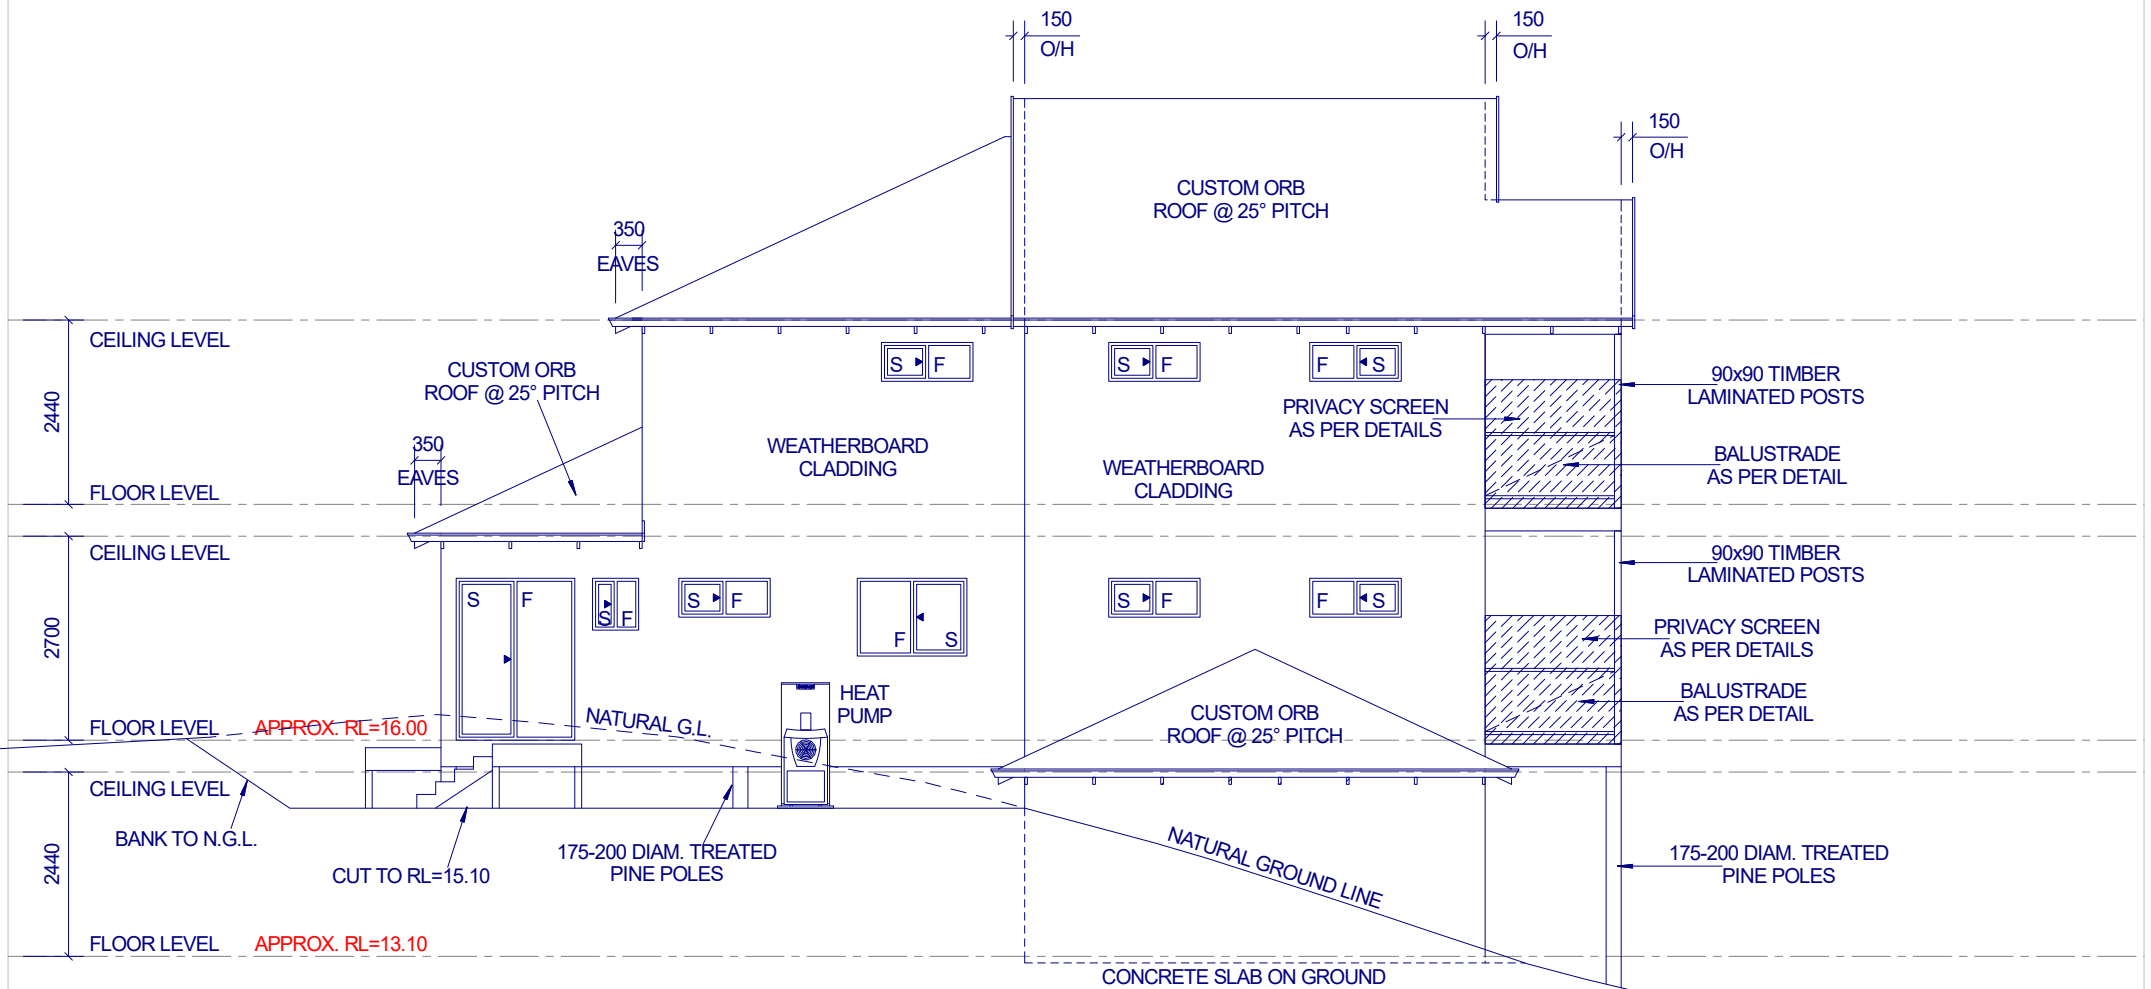 150
O/H
150
O/H
150
O/H
CUSTOM ORB
ROOF @ 25° PITCH
350
EAVES
CEILING LEVEL
2440
CUSTOM ORB
ROOF @ 25° PITCH
S F
S F
F S
90x90 TIMBER
LAMINATED POSTS
PRIVACY SCREEN
AS PER DETAILS
350
EAVES
WEATHERBOARD
CLADDING
WEATHERBOARD
CLADDING
BALUSTRADE
AS PER DETAIL
FLOOR LEVEL
CEILING LEVEL
2700
90x90 TIMBER
LAMINATED POSTS
S F
S F
S F
F S
S F
F S
PRIVACY SCREEN
AS PER DETAILS
HEAT
PUMP
BALUSTRADE
AS PER DETAIL
FLOOR LEVEL APPROX. RL=16.00
NATURAL G.L.
CUSTOM ORB
ROOF @ 25° PITCH
CEILING LEVEL
2440
BANK TO N.G.L.
CUT TO RL=15.10
175-200 DIAM. TREATED
PINE POLES
NATURAL GROUND LINE
175-200 DIAM. TREATED
PINE POLES
FLOOR LEVEL APPROX. RL=13.10
CONCRETE SLAB ON GROUND